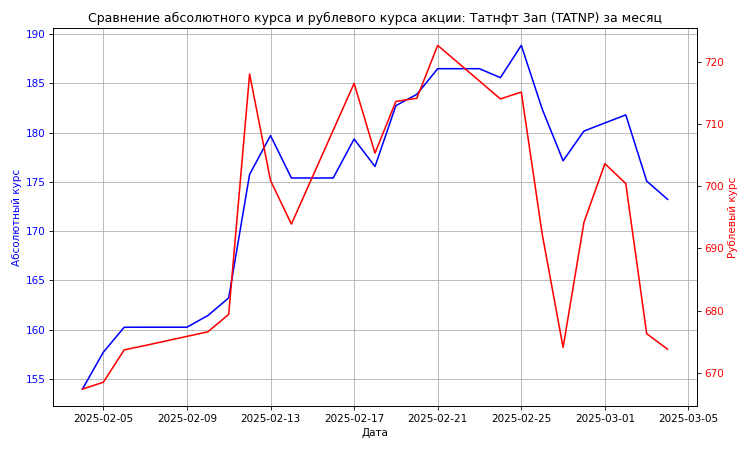 Сравнение абсолютного курса и рублевого курса акции: Татнфт 3ап (TATNP) за месяц
190
185
180
175
170
165
160
155
Абсолютный курс
720
710
700
690
680
670
Рублевый курс
2025-02-05 2025-02-09 2025-02-13 2025-02-17 2025-02-21 2025-02-25 2025-03-01 2025-03-05
Дата